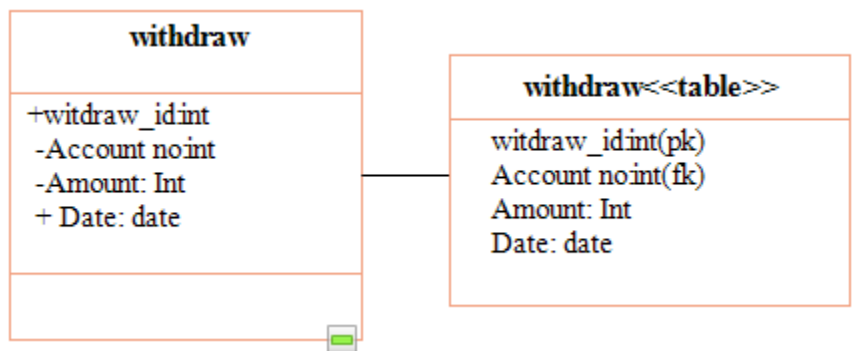 withdraw
+witdraw_id:int
-Account no:int
-Amount: Int
+ Date: date
withdraw<<table>>
witdraw_id:int(pk)
Account no:int(fk)
Amount: Int
Date: date